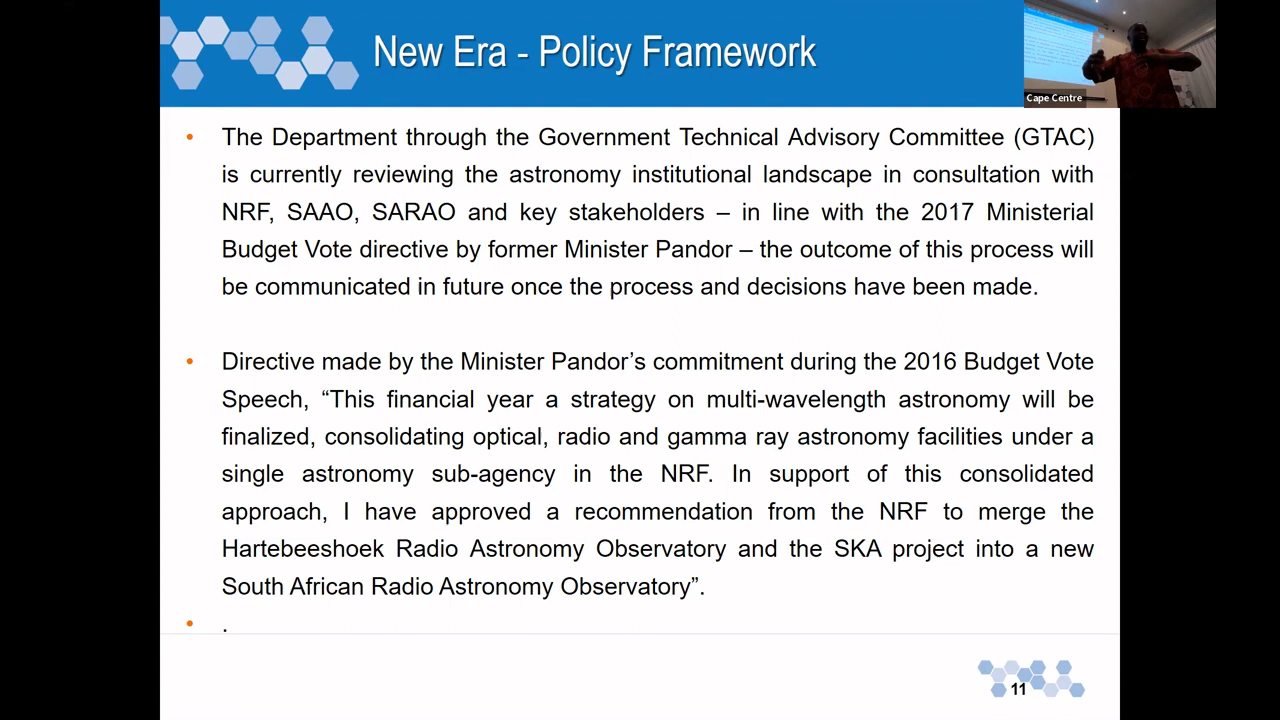 New Era - Policy Framework
Cape Centre
• The Department through the Government Technical Advisory Committee (GTAC)
is currently reviewing the astronomy institutional landscape in consultation with
NRF, SAAO, SARAO and key stakeholders – in line with the 2017 Ministerial
Budget Vote directive by former Minister Pandor – the outcome of this process will
be communicated in future once the process and decisions have been made.
• Directive made by the Minister Pandor’s commitment during the 2016 Budget Vote
Speech, “This financial year a strategy on multi-wavelength astronomy will be
finalized, consolidating optical, radio and gamma ray astronomy facilities under a
single astronomy sub-agency in the NRF. In support of this consolidated
approach, I have approved a recommendation from the NRF to merge the
Hartebeeshoek Radio Astronomy Observatory and the SKA project into a new
South African Radio Astronomy Observatory”.
• .
11